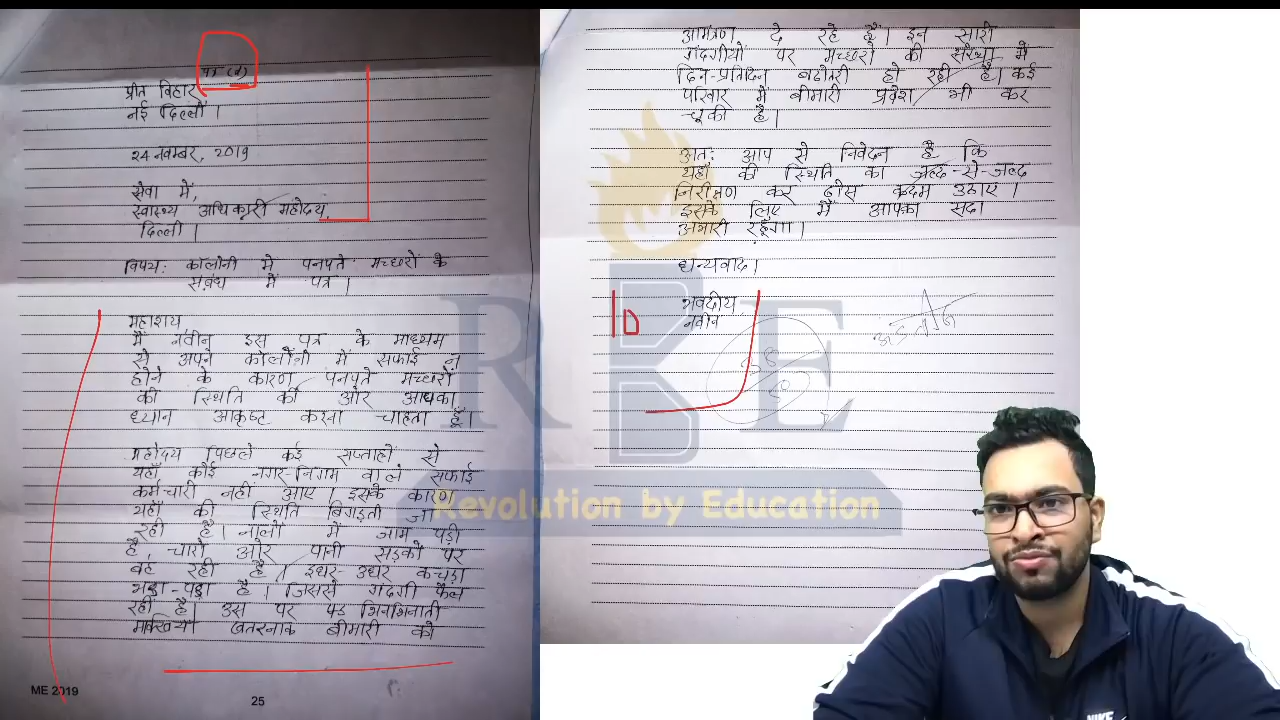 पत्र (d)
प्रीत विहार
नई दिल्ली।
24 नवम्बर, 2019
सेवा में,
स्वास्थ्य अधिकारी महोदय,
दिल्ली।
विषय: कॉलोनी में पनपते मच्छरों के
संबंध में पत्र।
महाशय
मैं नवीन इस पत्र के माध्यम
से अपने कॉलोनी में सफाई न
होने के कारण पनपते मच्छरों
की स्थिति की ओर आपका
ध्यान आकृष्ट करना चाहता हूँ।
महोदय पिछले कई सप्ताहों से
यहाँ कोई नगर-निगम वाले सफाई
कर्मचारी नहीं आए। इसके कारण
यहाँ की स्थिति बिगड़ती जा
रही है। नाली में जाम पड़ी
है, चारों ओर पानी सड़कों पर
बह रही है, इधर-उधर कचड़ा
पड़ा है। जिससे गंदगी फैल
रही है। उस पर भिनभिनाती
मक्खियाँ खतरनाक बीमारी को
ME 2019
25
आमंत्रण दे रहे हैं। इन सारी
गंदगीयों पर मच्छरों की संख्या में
दिन-प्रतिदिन बढोतरी हो रही है। कई
परिवार में बीमारी प्रवेश भी कर
चूकी है।
अत: आप से निवेदन है कि
यहाँ की स्थिति का जल्द-से-जल्द
निरीक्षण कर ठोस कदम उठाए।
इसके लिए मैं आपका सदा
अभारी रहूँगा।
धन्यवाद।
भवदीय
नवीन
D
RBE
Revolution by Education
NIKE